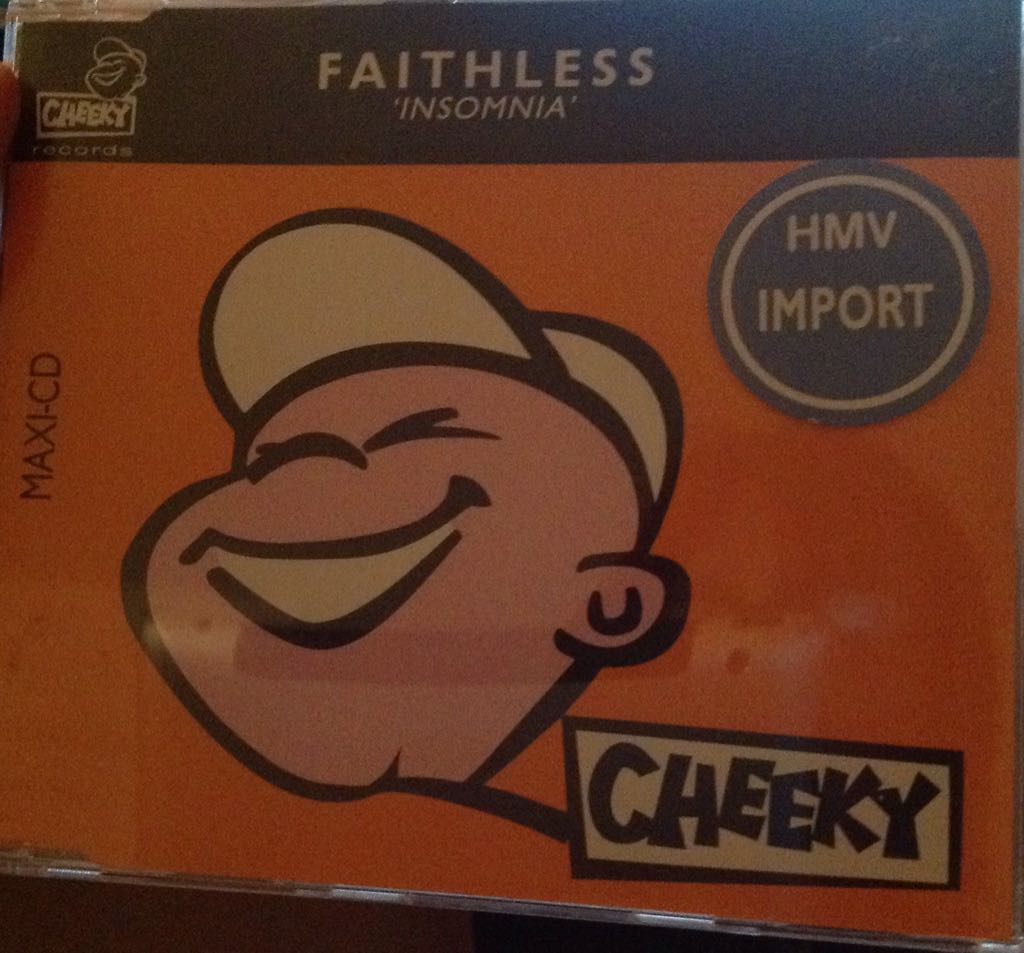 FAITHLESS
'INSOMNIA'
CHEEKY
records
HMV
IMPORT
MAXI-CD
CHEEKY